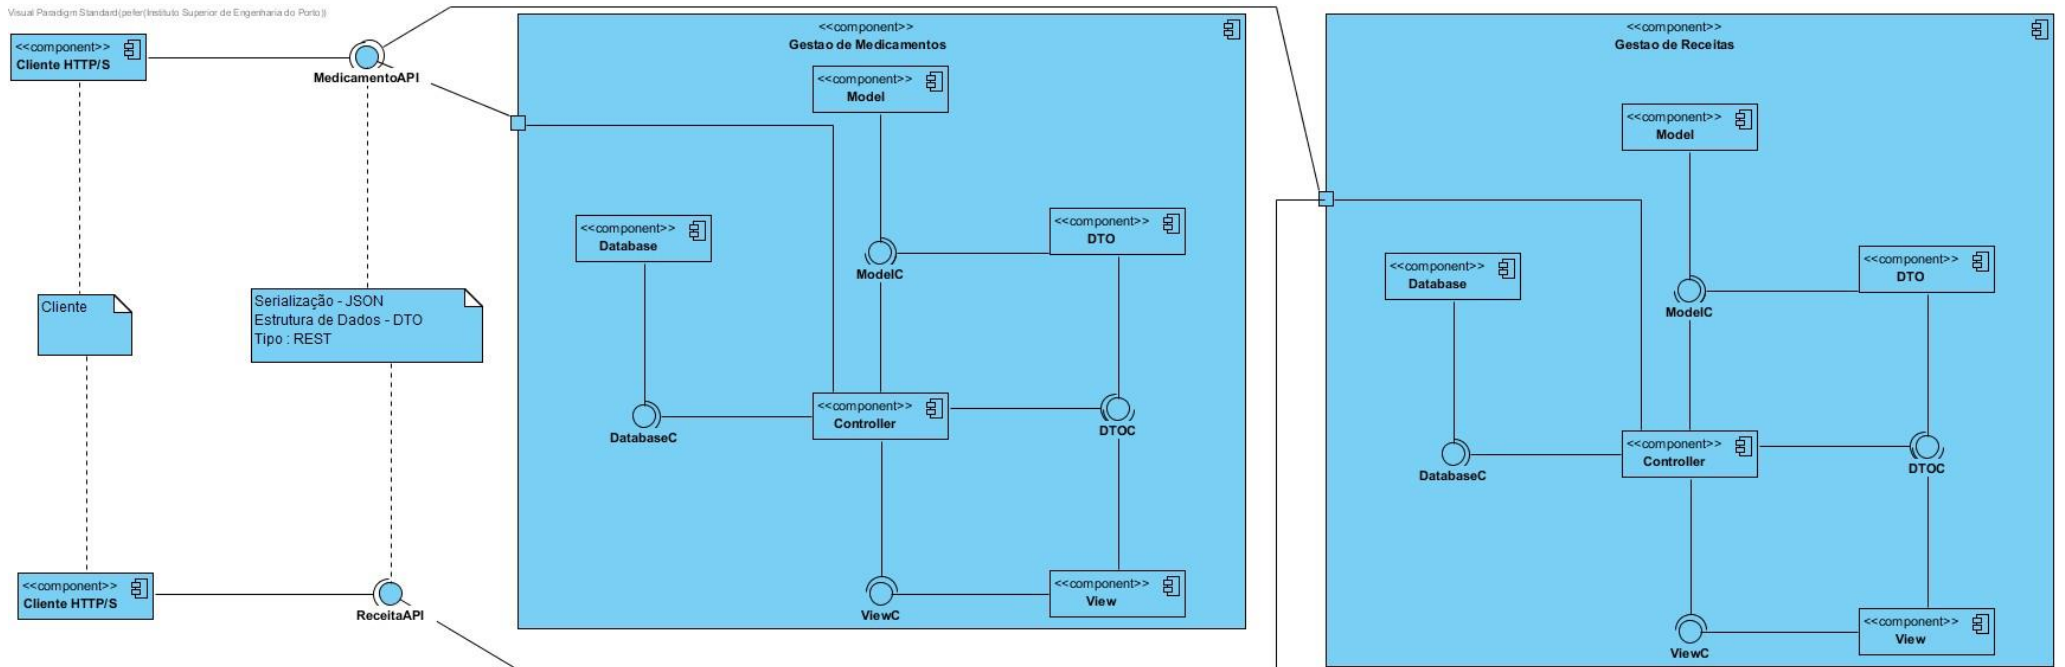 Visual Paradigm Standard(pefer(Instituto Superior de Engenharia do Porto))
<<component>>
Cliente HTTP/S
MedicamentoAPI
Cliente
Serialização - JSON
Estrutura de Dados - DTO
Tipo : REST
<<component>>
Cliente HTTP/S
ReceitaAPI
<<component>>
Gestao de Medicamentos
<<component>>
Model
<<component>>
Database
<<component>>
DTO
ModelC
<<component>>
Controller
DatabaseC
DTOC
<<component>>
View
ViewC
<<component>>
Gestao de Receitas
<<component>>
Model
<<component>>
Database
<<component>>
DTO
ModelC
<<component>>
Controller
DatabaseC
DTOC
<<component>>
View
ViewC